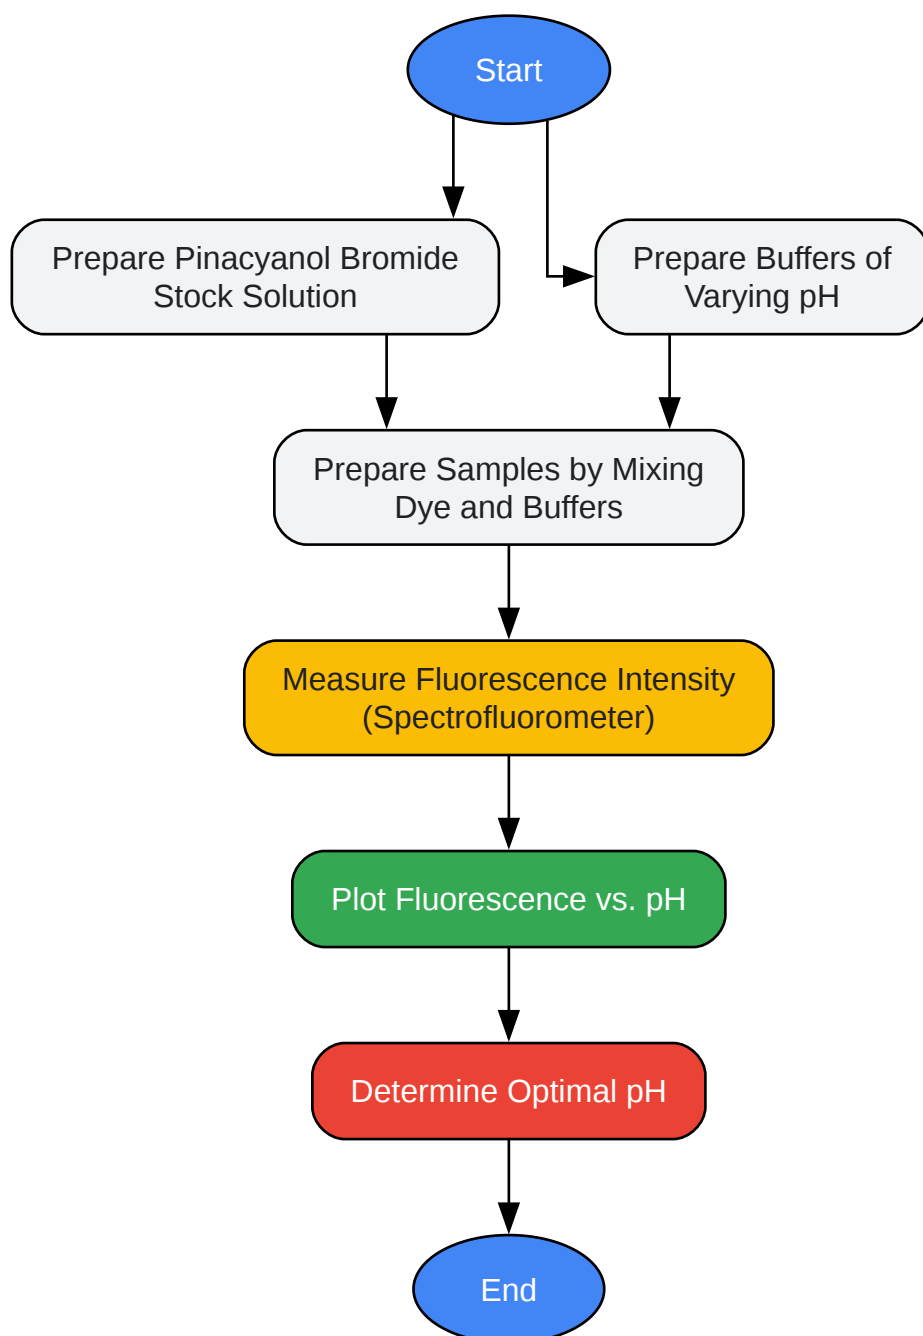 Start
Prepare Pinacyanol Bromide
Stock Solution
Prepare Buffers of
Varying pH
Prepare Samples by Mixing
Dye and Buffers
Measure Fluorescence Intensity
(Spectrofluorometer)
Plot Fluorescence vs. pH
Determine Optimal pH
End